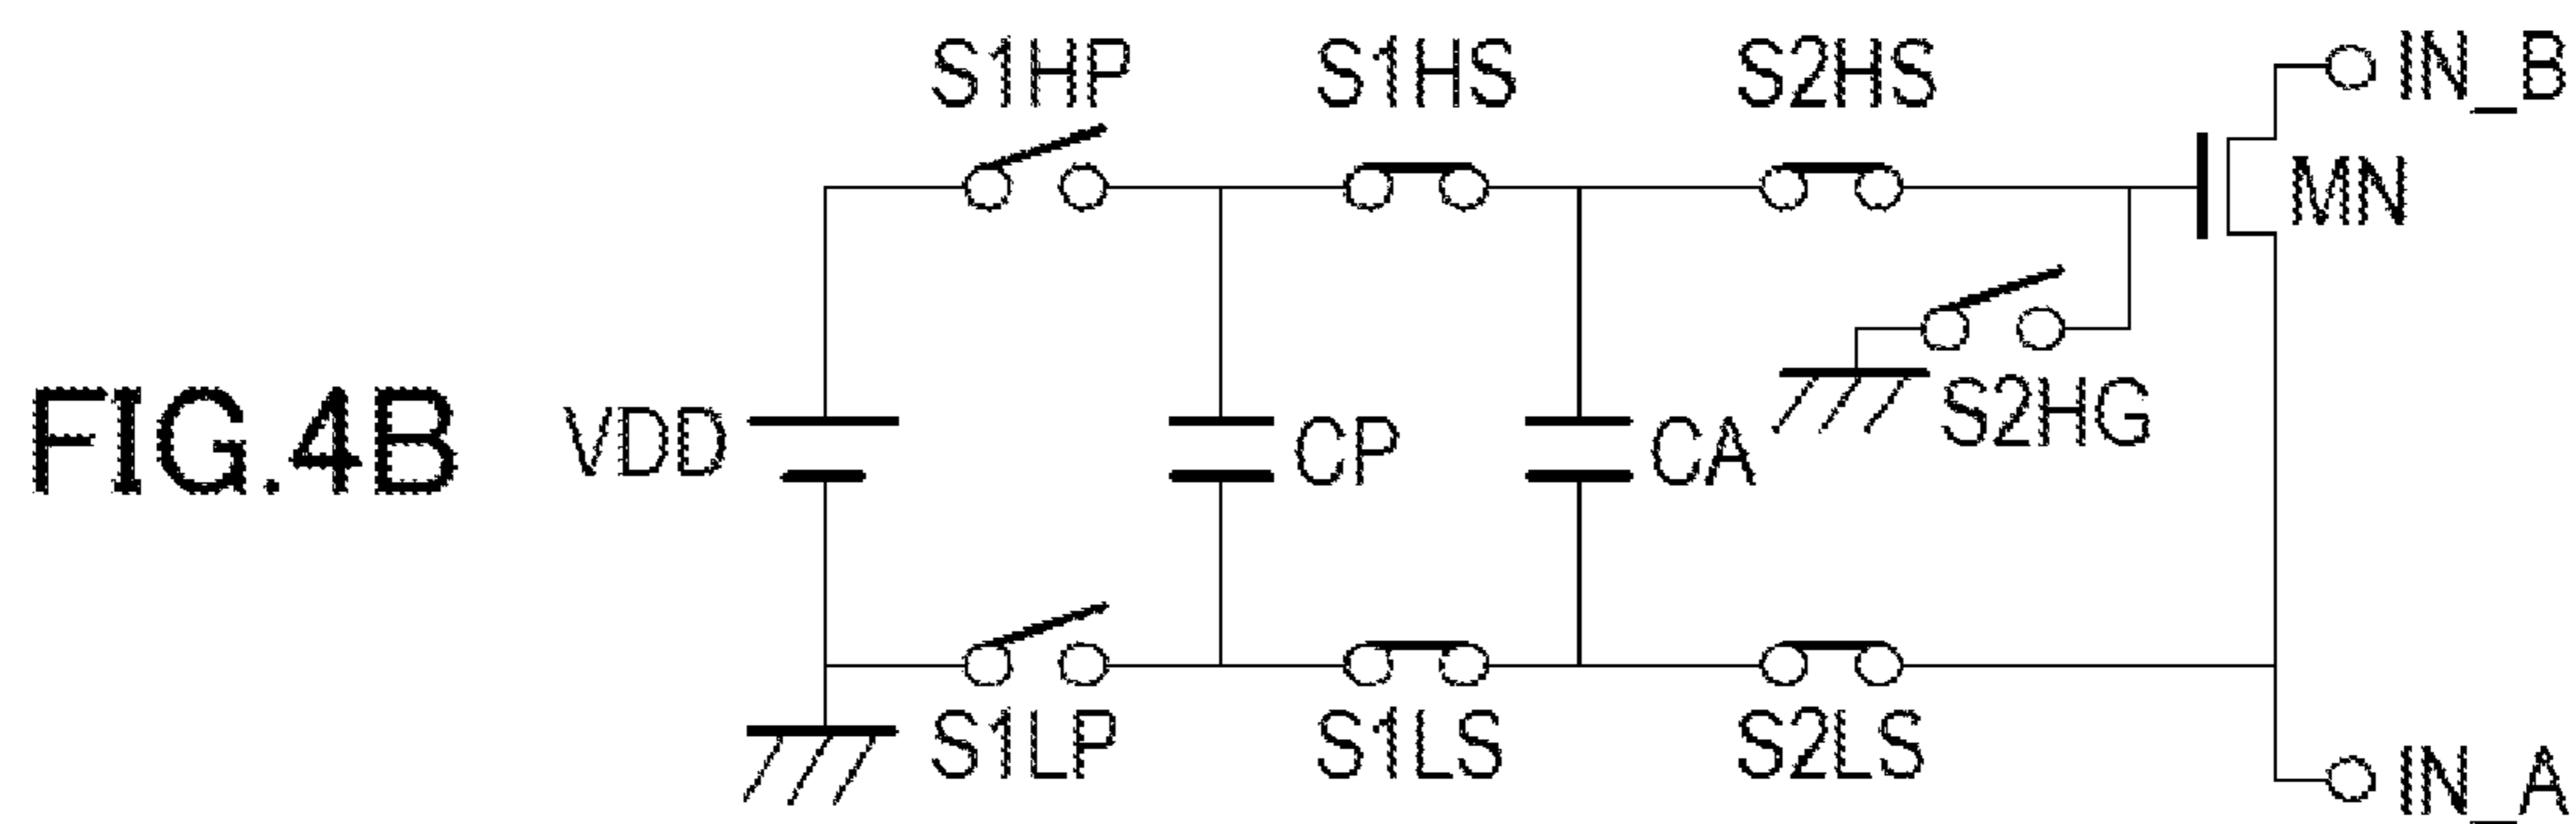 S1HP
S1HS
S2HS
IN_B
MN
FIG.4B
VDD
CP
CA
S2HG
S1LP
S1LS
S2LS
IN_A